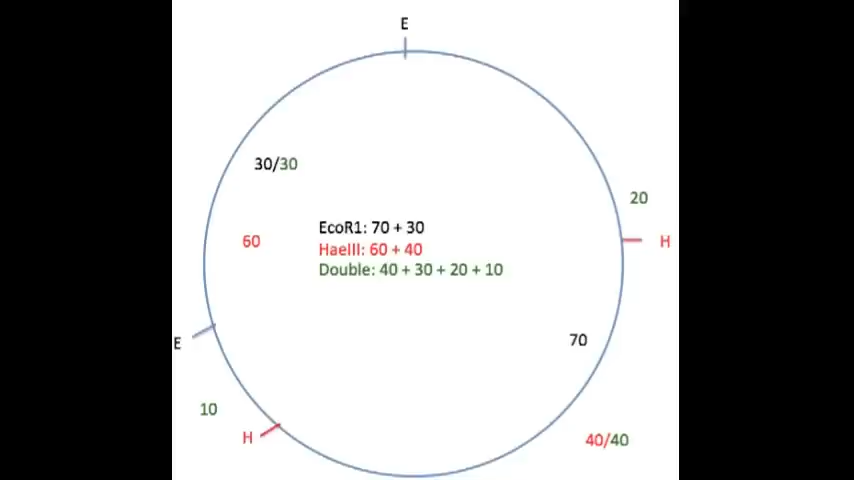 E
30/30
20
60
EcoR1: 70 + 30
HaeIII: 60 + 40
Double: 40 + 30 + 20 + 10
H
E
70
10
H
40/40